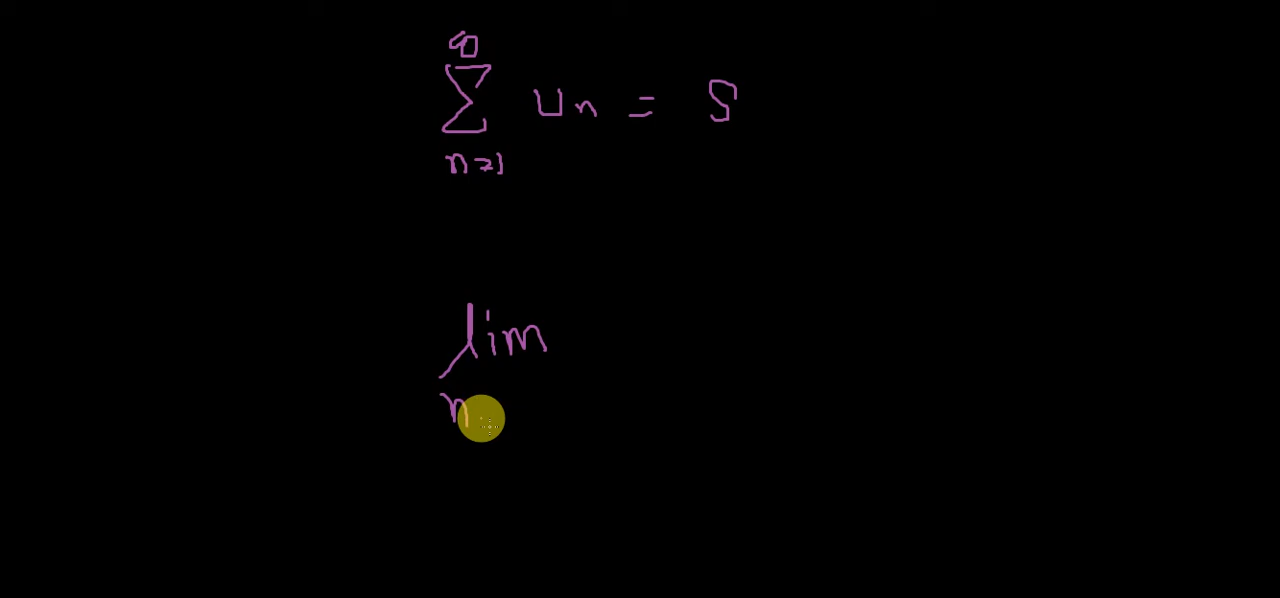 ∞
∑ Un = S
n=1
lim
n